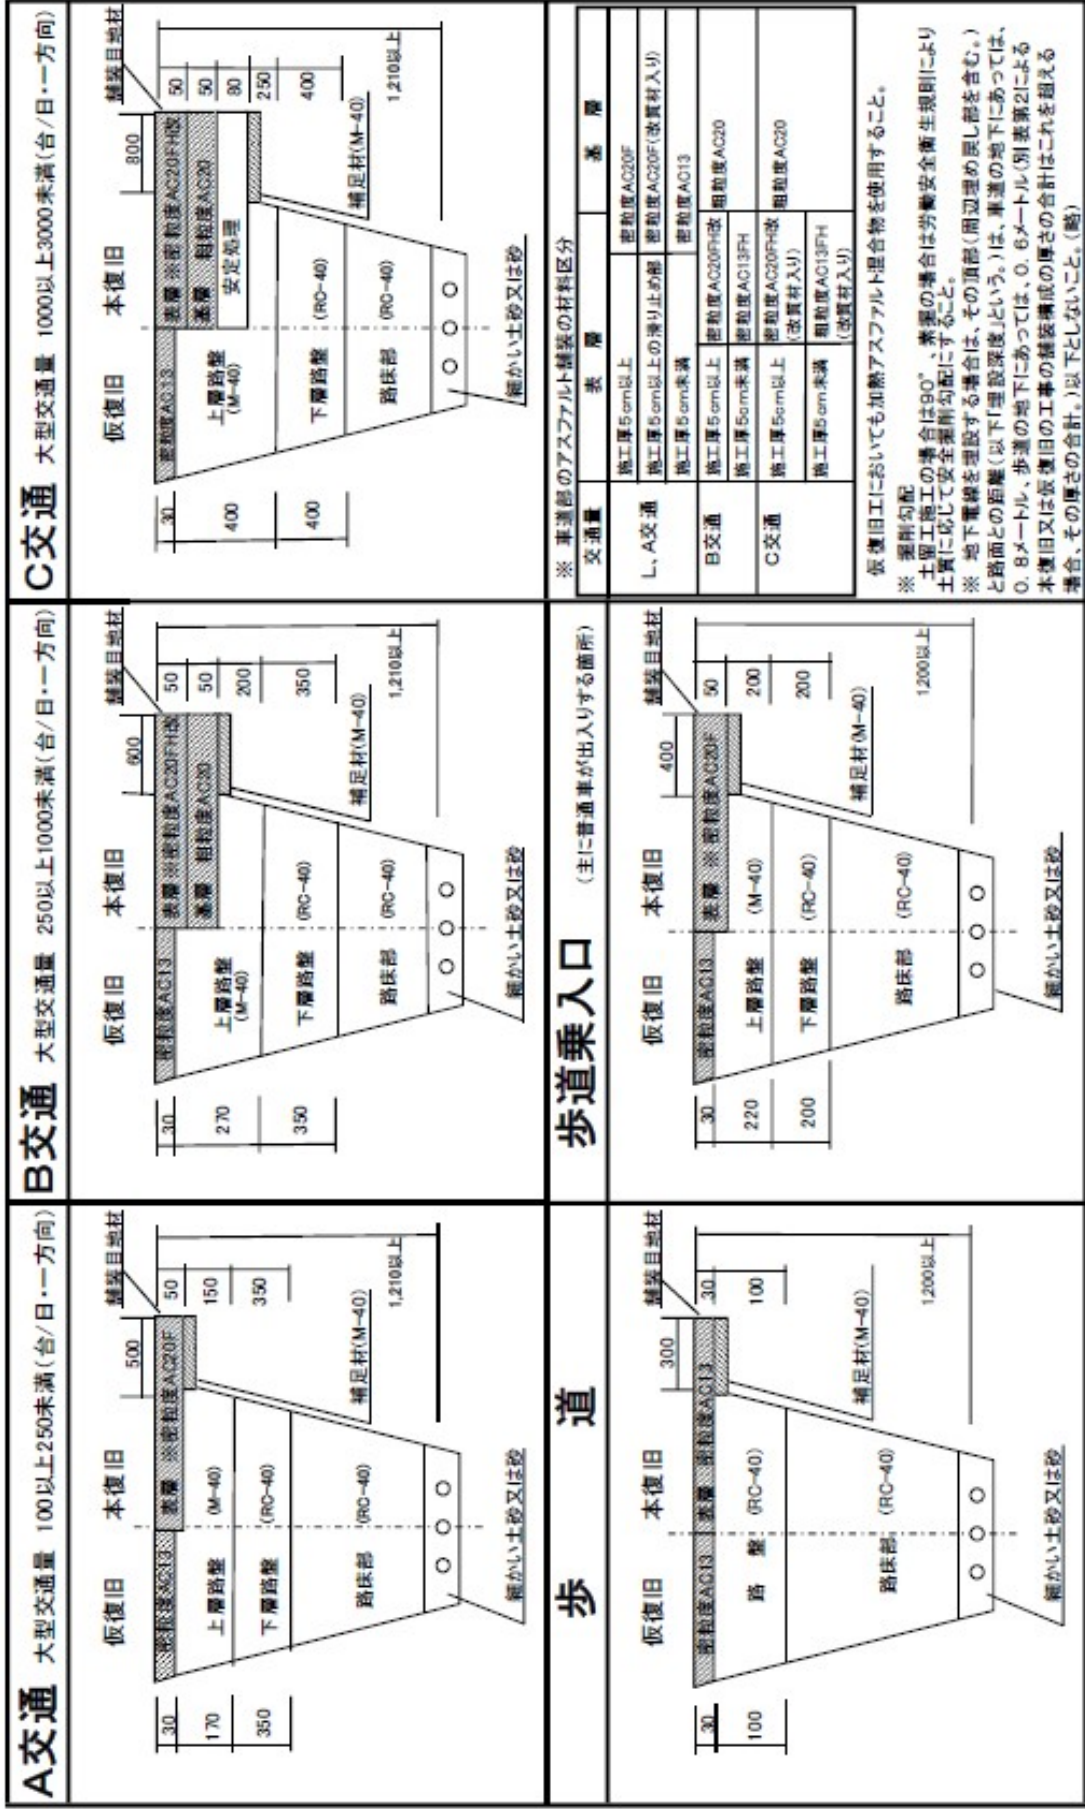 A交通 大型交通量 100以上250未満(台/日・一方向)
仮復旧 本復旧
舗装目地材
500
30
170
350
密粒度AC13
表層 ※密粒度AC20F
上層路盤 (M-40)
下層路盤 (RC-40)
路床部 (RC-40)
50
150
350
1,210以上
補足材(M-40)
細かい土砂又は砂
B交通 大型交通量 250以上1000未満(台/日・一方向)
仮復旧 本復旧
舗装目地材
600
30
270
350
密粒度AC13
表層 ※密粒度AC20FH改
基層 粗粒度AC20
上層路盤
(M-40)
下層路盤 (RC-40)
路床部 (RC-40)
50
50
200
350
1,210以上
補足材(M-40)
細かい土砂又は砂
C交通 大型交通量 1000以上3000未満(台/日・一方向)
仮復旧 本復旧
舗装目地材
800
30
400
400
密粒度AC13
表層 ※密粒度AC20FH改
基層 粗粒度AC20
安定処理
上層路盤
(M-40)
下層路盤 (RC-40)
路床部 (RC-40)
50
50
80
250
400
1,210以上
補足材(M-40)
細かい土砂又は砂
歩 道
仮復旧 本復旧
舗装目地材
300
30
100
密粒度AC13 表層 密粒度AC13
路 盤 (RC-40)
路床部 (RC-40)
30
100
1,200以上
補足材(M-40)
細かい土砂又は砂
歩道乗入口 (主に普通車が出入りする箇所)
仮復旧 本復旧
舗装目地材
400
30
220
200
密粒度AC13
表層 ※密粒度AC20F
上層路盤 (M-40)
下層路盤 (RC-40)
路床部 (RC-40)
50
200
200
1,200以上
補足材(M-40)
細かい土砂又は砂
※ 車道部のアスファルト舗装の材料区分
交通量 表 層 基 層
L、A交通 施工厚5cm以上 密粒度AC20F
施工厚5cm以上の滑り止め部 密粒度AC20F(改質材入り)
施工厚5cm未満 密粒度AC13
B交通 施工厚5cm以上 密粒度AC20FH改 粗粒度AC20
施工厚5cm未満 密粒度AC13FH
C交通 施工厚5cm以上 密粒度AC20FH改 粗粒度AC20
(改質材入り)
施工厚5cm未満 粗粒度AC13FH
(改質材入り)
仮復旧工においても加熱アスファルト混合物を使用すること。
※ 掘削勾配
土留工施工の場合は90°、素掘の場合は労働安全衛生規則により
土質に応じて安全掘削勾配にすること。
※ 地下電線を埋設する場合は、その頂部(周辺埋め戻し部を含む。)
と路面との距離(以下「埋設深度」という。)は、車道の地下にあっては、
0.8メートル、歩道の地下にあっては、0.6メートル(別表第2による
本復旧又は仮復旧の工事の舗装構成の厚さの合計はこれを超える
場合、その厚さの合計。)以下としないこと。(略)